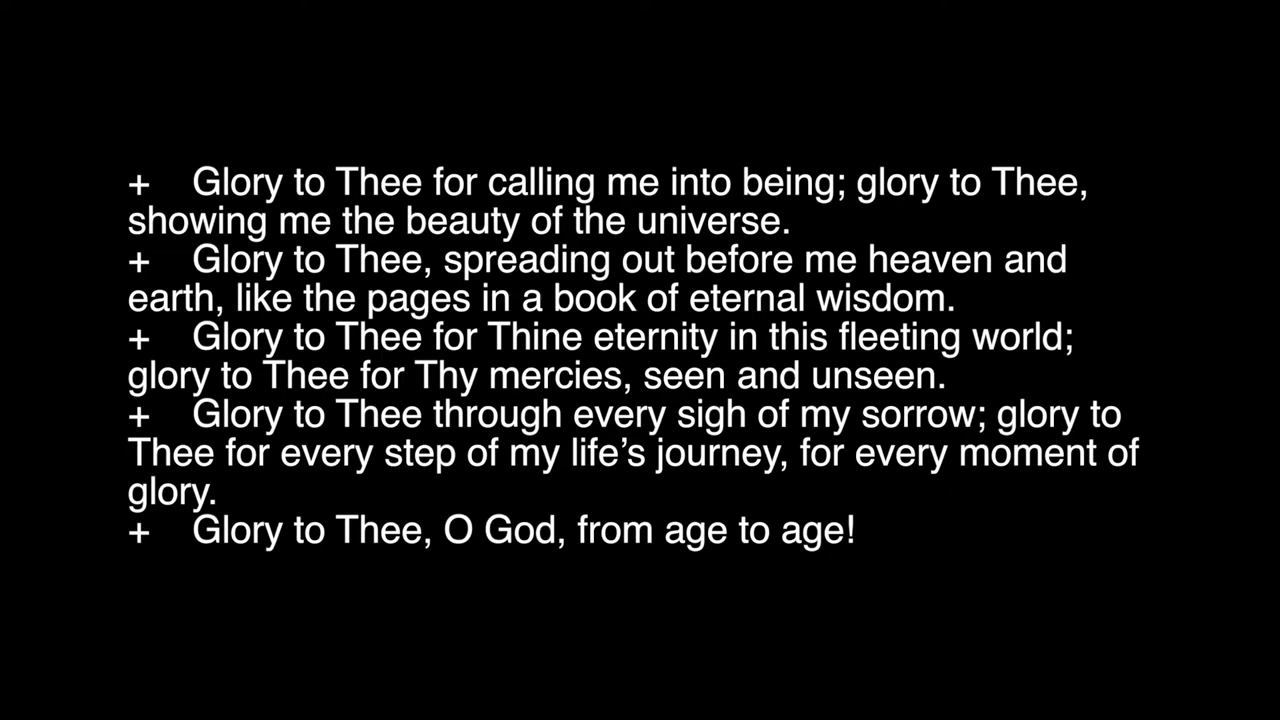 + Glory to Thee for calling me into being; glory to Thee,
showing me the beauty of the universe.
+ Glory to Thee, spreading out before me heaven and
earth, like the pages in a book of eternal wisdom.
+ Glory to Thee for Thine eternity in this fleeting world;
glory to Thee for Thy mercies, seen and unseen.
+ Glory to Thee through every sigh of my sorrow; glory to
Thee for every step of my life’s journey, for every moment of
glory.
+ Glory to Thee, O God, from age to age!